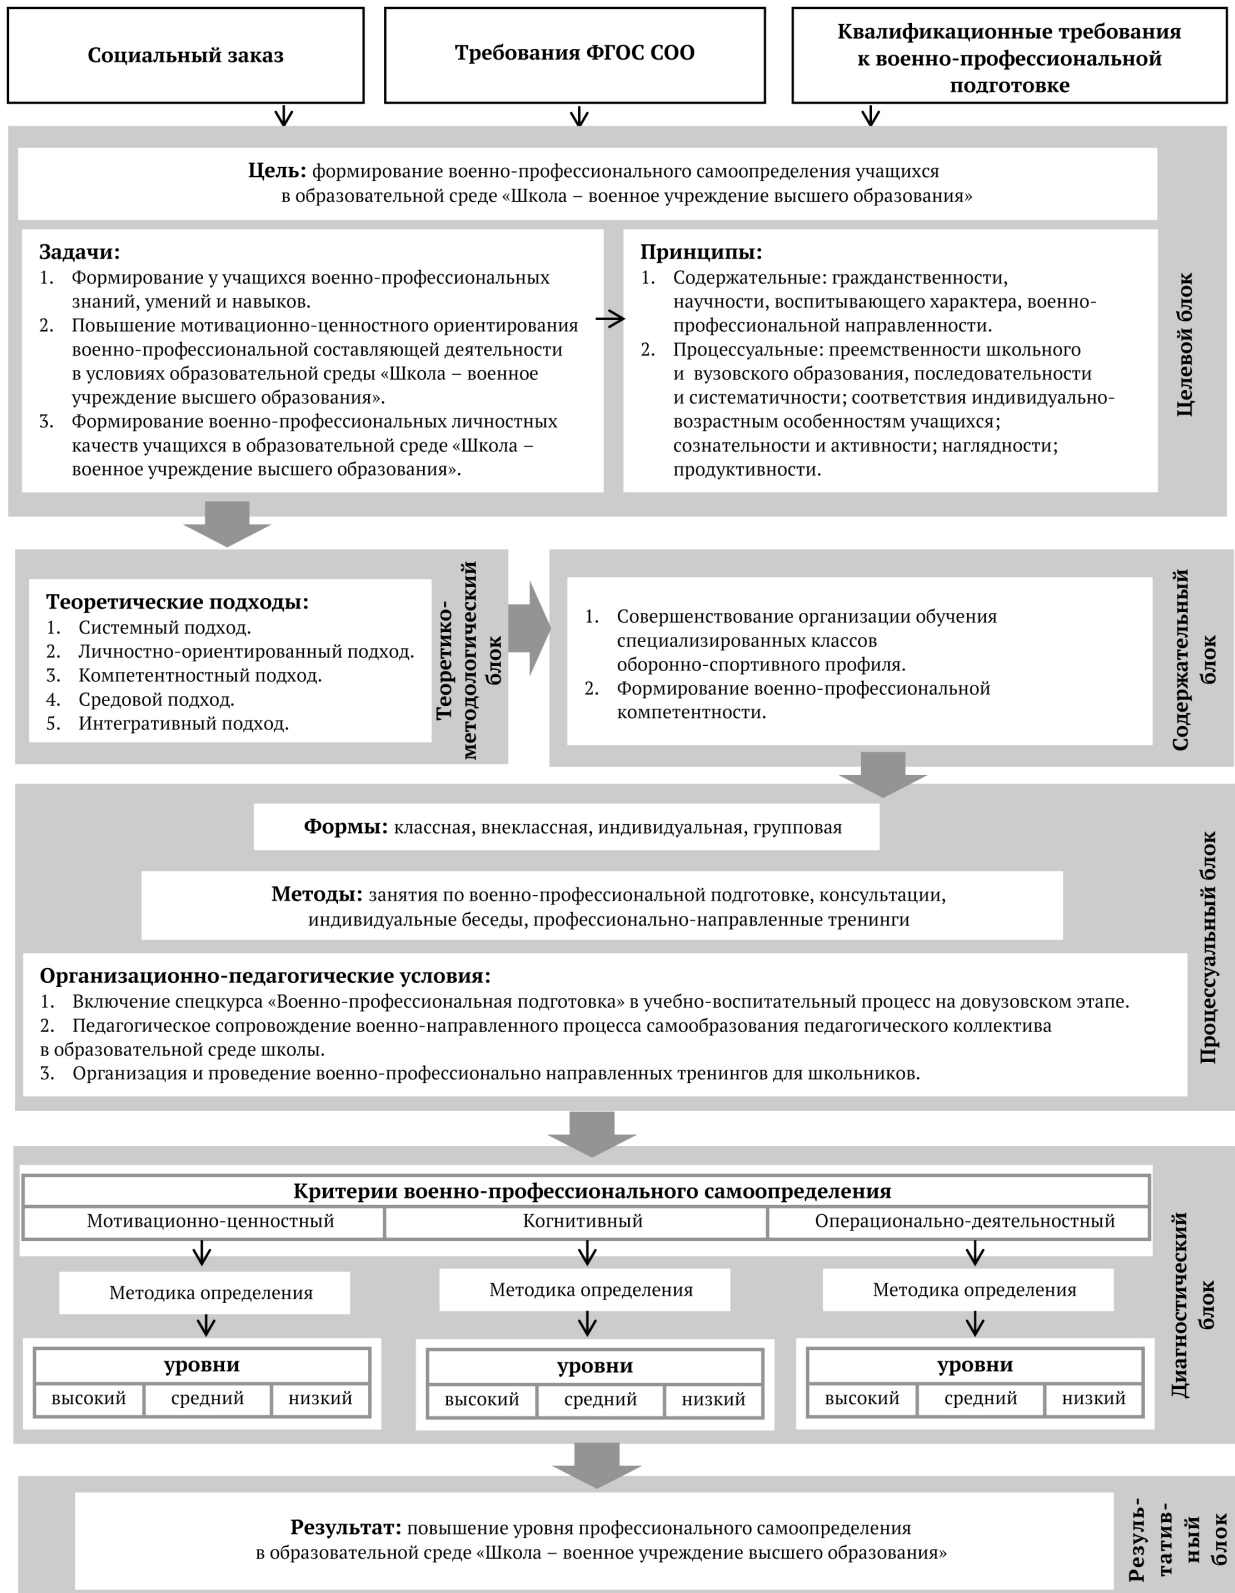 Социальный заказ
Требования ФГОС СОО
Квалификационные требования
к военно-профессиональной
подготовке
Цель: формирование военно-профессионального самоопределения учащихся
в образовательной среде «Школа – военное учреждение высшего образования»
Задачи:
1. Формирование у учащихся военно-профессиональных
знаний, умений и навыков.
2. Повышение мотивационно-ценностного ориентирования
военно-профессиональной составляющей деятельности
в условиях образовательной среды «Школа – военное
учреждение высшего образования».
3. Формирование военно-профессиональных личностных
качеств учащихся в образовательной среде «Школа –
военное учреждение высшего образования».
Принципы:
1. Содержательные: гражданственности,
научности, воспитывающего характера, военно-
профессиональной направленности.
2. Процессуальные: преемственности школьного
и вузовского образования, последовательности
и систематичности; соответствия индивидуально-
возрастным особенностям учащихся;
сознательности и активности; наглядности;
продуктивности.
Целевой блок
Теоретические подходы:
1. Системный подход.
2. Личностно-ориентированный подход.
3. Компетентностный подход.
4. Средовой подход.
5. Интегративный подход.
Теоретико-
методологический
блок
1. Совершенствование организации обучения
специализированных классов
оборонно-спортивного профиля.
2. Формирование военно-профессиональной
компетентности.
Содержательный
блок
Формы: классная, внеклассная, индивидуальная, групповая
Методы: занятия по военно-профессиональной подготовке, консультации,
индивидуальные беседы, профессионально-направленные тренинги
Организационно-педагогические условия:
1. Включение спецкурса «Военно-профессиональная подготовка» в учебно-воспитательный процесс на довузовском этапе.
2. Педагогическое сопровождение военно-направленного процесса самообразования педагогического коллектива
в образовательной среде школы.
3. Организация и проведение военно-профессионально направленных тренингов для школьников.
Процессуальный блок
Критерии военно-профессионального самоопределения
Мотивационно-ценностный
Когнитивный
Операционально-деятельностный
Методика определения
Методика определения
Методика определения
уровни
высокий средний низкий
уровни
высокий средний низкий
уровни
высокий средний низкий
Диагностический
блок
Результат: повышение уровня профессионального самоопределения
в образовательной среде «Школа – военное учреждение высшего образования»
Резуль-
татив-
ный
блок